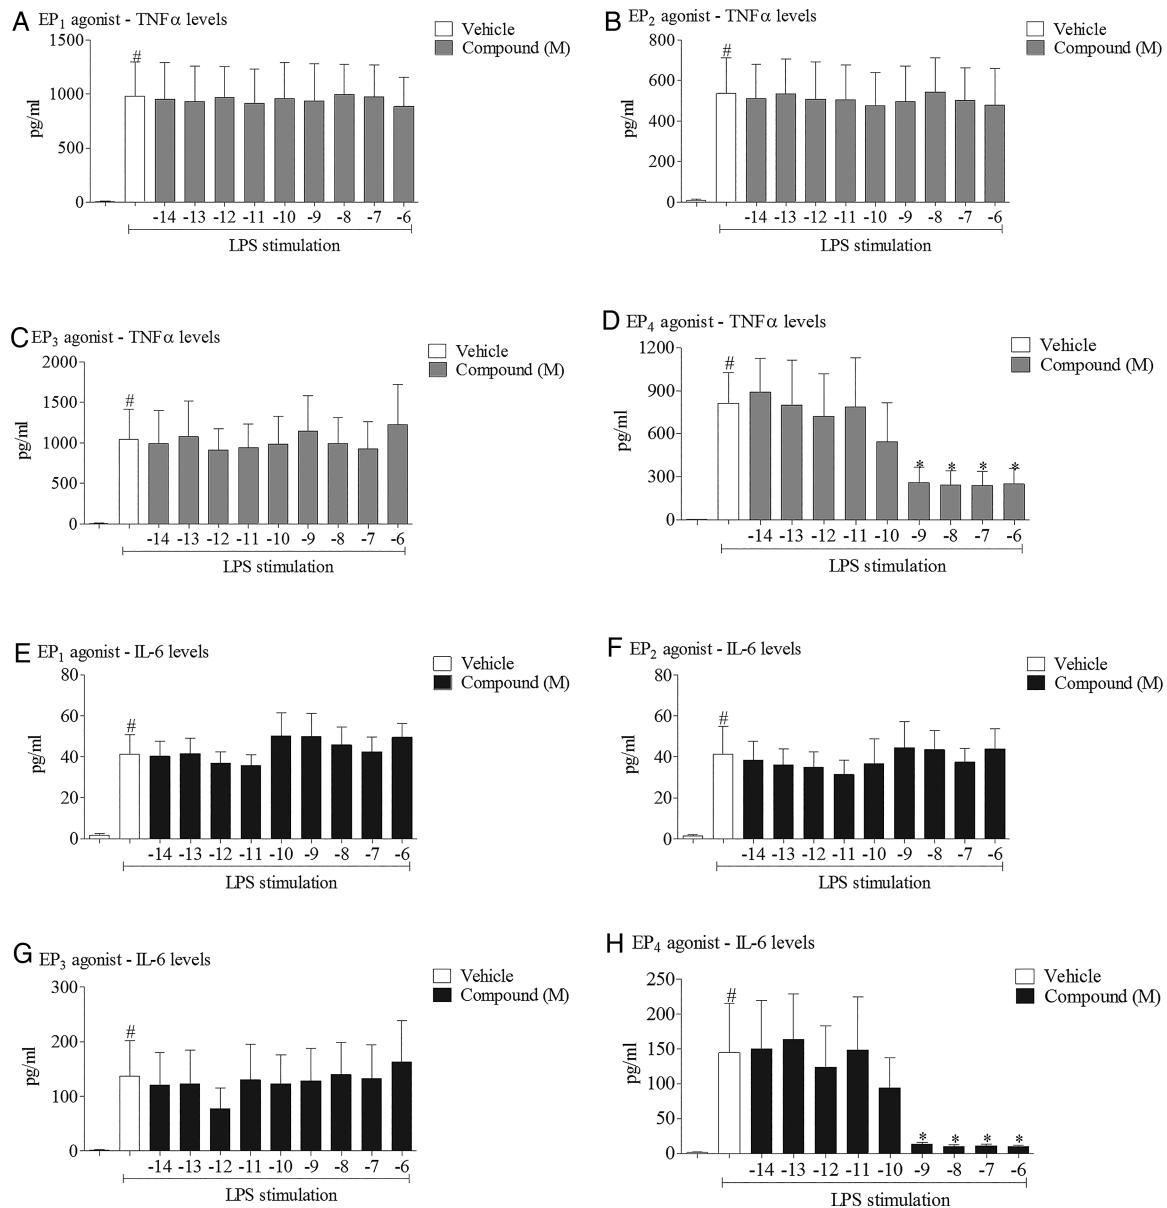 A EP1 agonist - TNFα levels
Vehicle
Compound (M)
pg/ml
1500
1000
500
0
#
-14 -13 -12 -11 -10 -9 -8 -7 -6
LPS stimulation
B EP2 agonist - TNFα levels
Vehicle
Compound (M)
pg/ml
800
600
400
200
0
#
-14 -13 -12 -11 -10 -9 -8 -7 -6
LPS stimulation
C EP3 agonist - TNFα levels
Vehicle
Compound (M)
pg/ml
2000
1500
1000
500
0
#
-14 -13 -12 -11 -10 -9 -8 -7 -6
LPS stimulation
D EP4 agonist - TNFα levels
Vehicle
Compound (M)
pg/ml
1200
900
600
300
0
#
* * * *
-14 -13 -12 -11 -10 -9 -8 -7 -6
LPS stimulation
E EP1 agonist - IL-6 levels
Vehicle
Compound (M)
pg/ml
80
60
40
20
0
#
-14 -13 -12 -11 -10 -9 -8 -7 -6
LPS stimulation
F EP2 agonist - IL-6 levels
Vehicle
Compound (M)
pg/ml
80
60
40
20
0
#
-14 -13 -12 -11 -10 -9 -8 -7 -6
LPS stimulation
G EP3 agonist - IL-6 levels
Vehicle
Compound (M)
pg/ml
300
200
100
0
#
-14 -13 -12 -11 -10 -9 -8 -7 -6
LPS stimulation
H EP4 agonist - IL-6 levels
Vehicle
Compound (M)
pg/ml
250
200
150
100
50
0
#
* * * *
-14 -13 -12 -11 -10 -9 -8 -7 -6
LPS stimulation